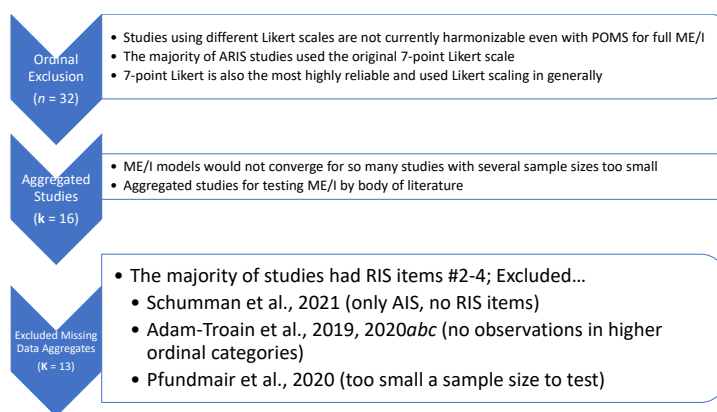 Ordinal
Exclusion
(n = 32)
• Studies using different Likert scales are not currently harmonizable even with POMS for full ME/I
• The majority of ARIS studies used the original 7-point Likert scale
• 7-point Likert is also the most highly reliable and used Likert scaling in generally
Aggregated
Studies
(k = 16)
• ME/I models would not converge for so many studies with several sample sizes too small
• Aggregated studies for testing ME/I by body of literature
Excluded Missing
Data Aggregates
(K = 13)
• The majority of studies had RIS items #2-4; Excluded…
• Schumman et al., 2021 (only AIS, no RIS items)
• Adam-Troain et al., 2019, 2020abc (no observations in higher
ordinal categories)
• Pfundmair et al., 2020 (too small a sample size to test)